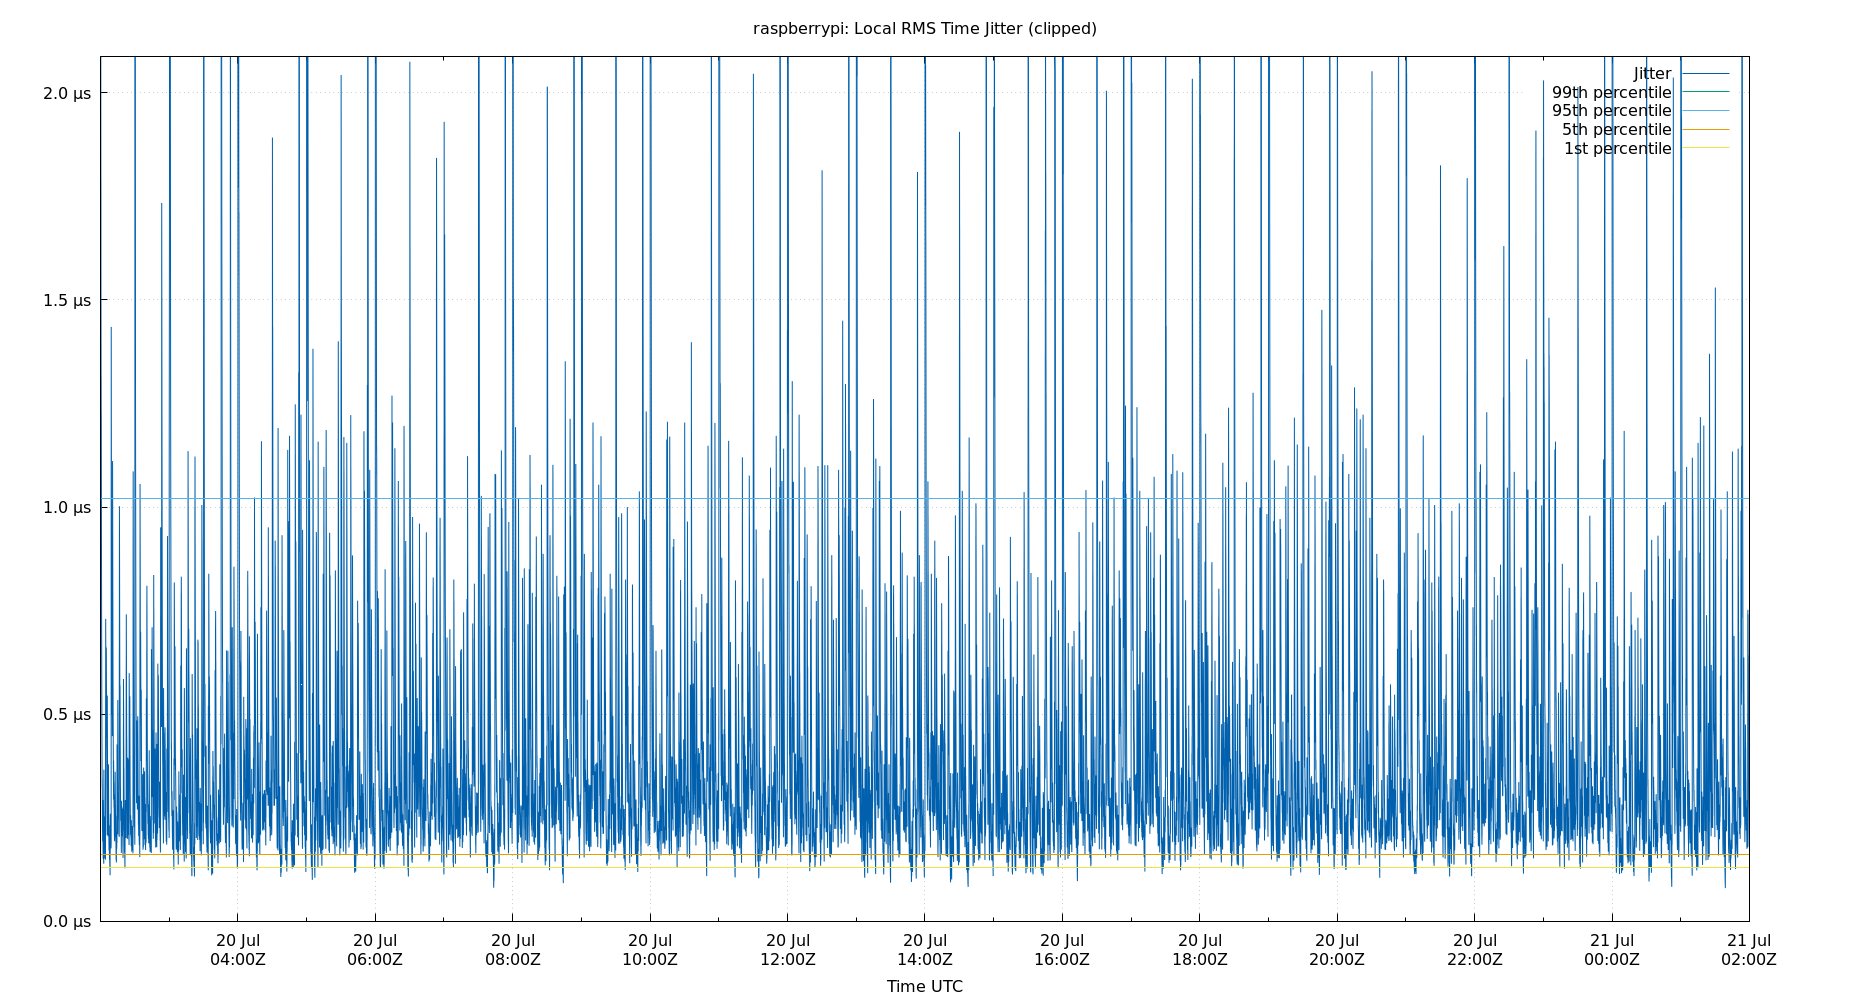 raspberrypi: Local RMS Time Jitter (clipped)
Jitter
99th percentile
95th percentile
5th percentile
1st percentile
2.0 μs
1.5 μs
1.0 μs
0.5 μs
0.0 μs
20 Jul 20 Jul 20 Jul 20 Jul 20 Jul 20 Jul 20 Jul 20 Jul 20 Jul 20 Jul 21 Jul 21 Jul
04:00Z 06:00Z 08:00Z 10:00Z 12:00Z 14:00Z 16:00Z 18:00Z 20:00Z 22:00Z 00:00Z 02:00Z
Time UTC